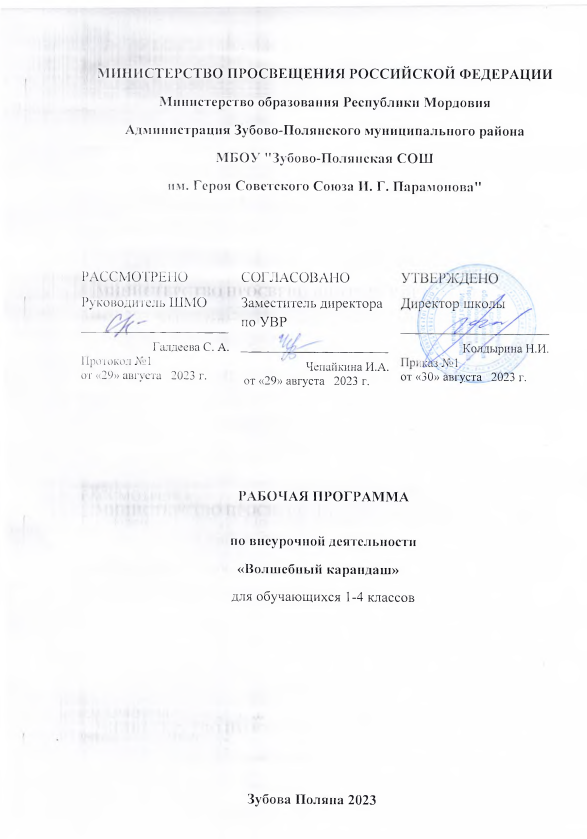 МИНИСТЕРСТВО ПРОСВЕЩЕНИЯ РОССИЙСКОЙ ФЕДЕРАЦИИ
Министерство образования Республики Мордовия
Администрация Зубово-Полянского муниципального района
МБОУ "Зубово-Полянская СОШ
им. Героя Советского Союза И. Г. Парамонова"
РАССМОТРЕНО
Руководитель ШМО
Галдеева С. А.
Протокол №1
от «29» августа 2023 г.
СОГЛАСОВАНО
Заместитель директора
по УВР
Чепайкина И.А.
от «29» августа 2023 г.
УТВЕРЖДЕНО
Директор школы
Колдырина Н.И.
Приказ №1
от «30» августа 2023 г.
РАБОЧАЯ ПРОГРАММА
по внеурочной деятельности
«Волшебный карандаш»
для обучающихся 1-4 классов
Зубова Поляна 2023